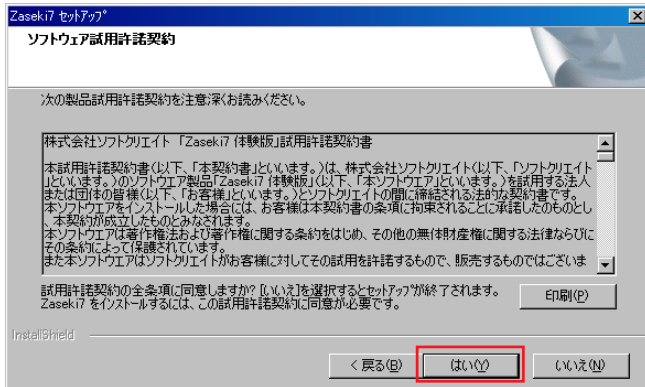 Zaseki7 セットアップ
ソフトウェア試用許諾契約
次の製品試用許諾契約を注意深くお読みください。
株式会社ソフトクリエイト 「Zaseki7 体験版」試用許諾契約書
本試用許諾契約書(以下、「本契約書」といいます。)は、株式会社ソフトクリエイト(以下、「ソフトクリエイト
」といいます。)のソフトウエア製品「Zaseki7 体験版」(以下、「本ソフトウエア」といいます。)を試用する法人
または団体の皆様(以下、「お客様」といいます。)とソフトクリエイトの間に締結される法的な契約書です。
本ソフトウエアをインストールした場合には、お客様は本契約書の条項に拘束されることに承諾したのものとし
、本契約が成立したものとみなされます。
本ソフトウエアは著作権法および著作権に関する条約をはじめ、その他の無体財産権に関する法律ならびに
その条約によって保護されています。
また本ソフトウエアはソフトクリエイトがお客様に対してその試用を許諾するもので、販売するものではございま
試用許諾契約の全条項に同意しますか? [いいえ]を選択するとセットアップが終了されます。
Zaseki7 をインストールするには、この試用許諾契約に同意が必要です。
印刷(P)
InstallShield
< 戻る(B)
はい(Y)
いいえ(N)